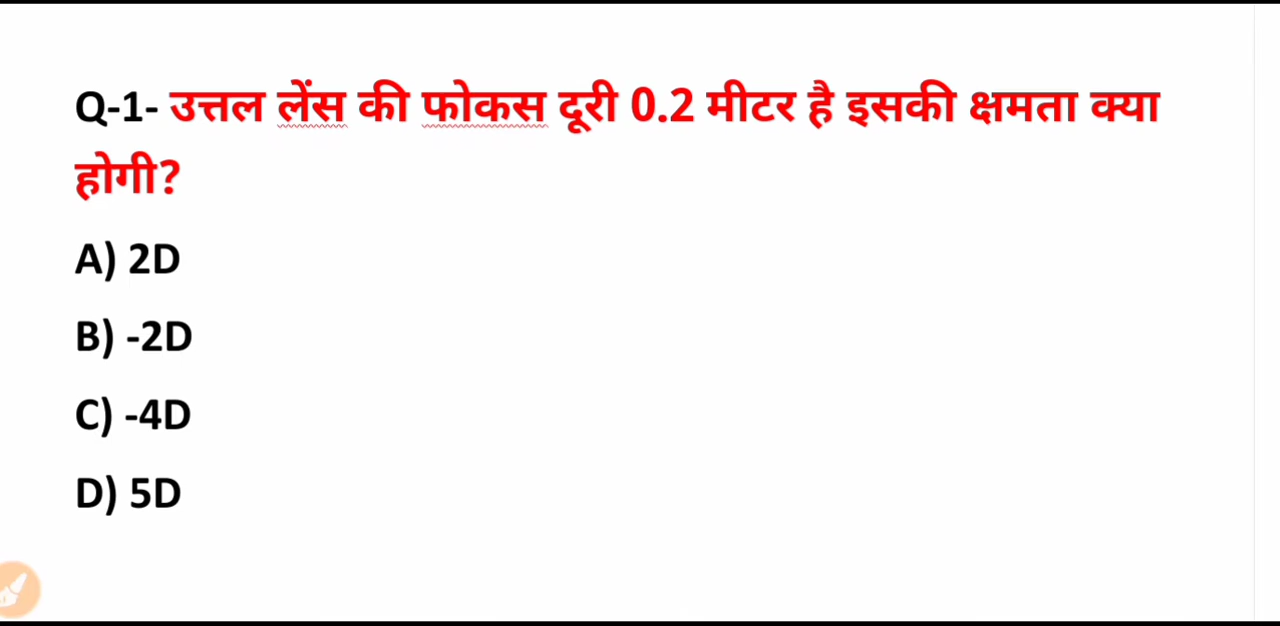 Q-1- उत्तल लेंस की फोकस दूरी 0.2 मीटर है इसकी क्षमता क्या
होगी?
A) 2D
B) -2D
C) -4D
D) 5D